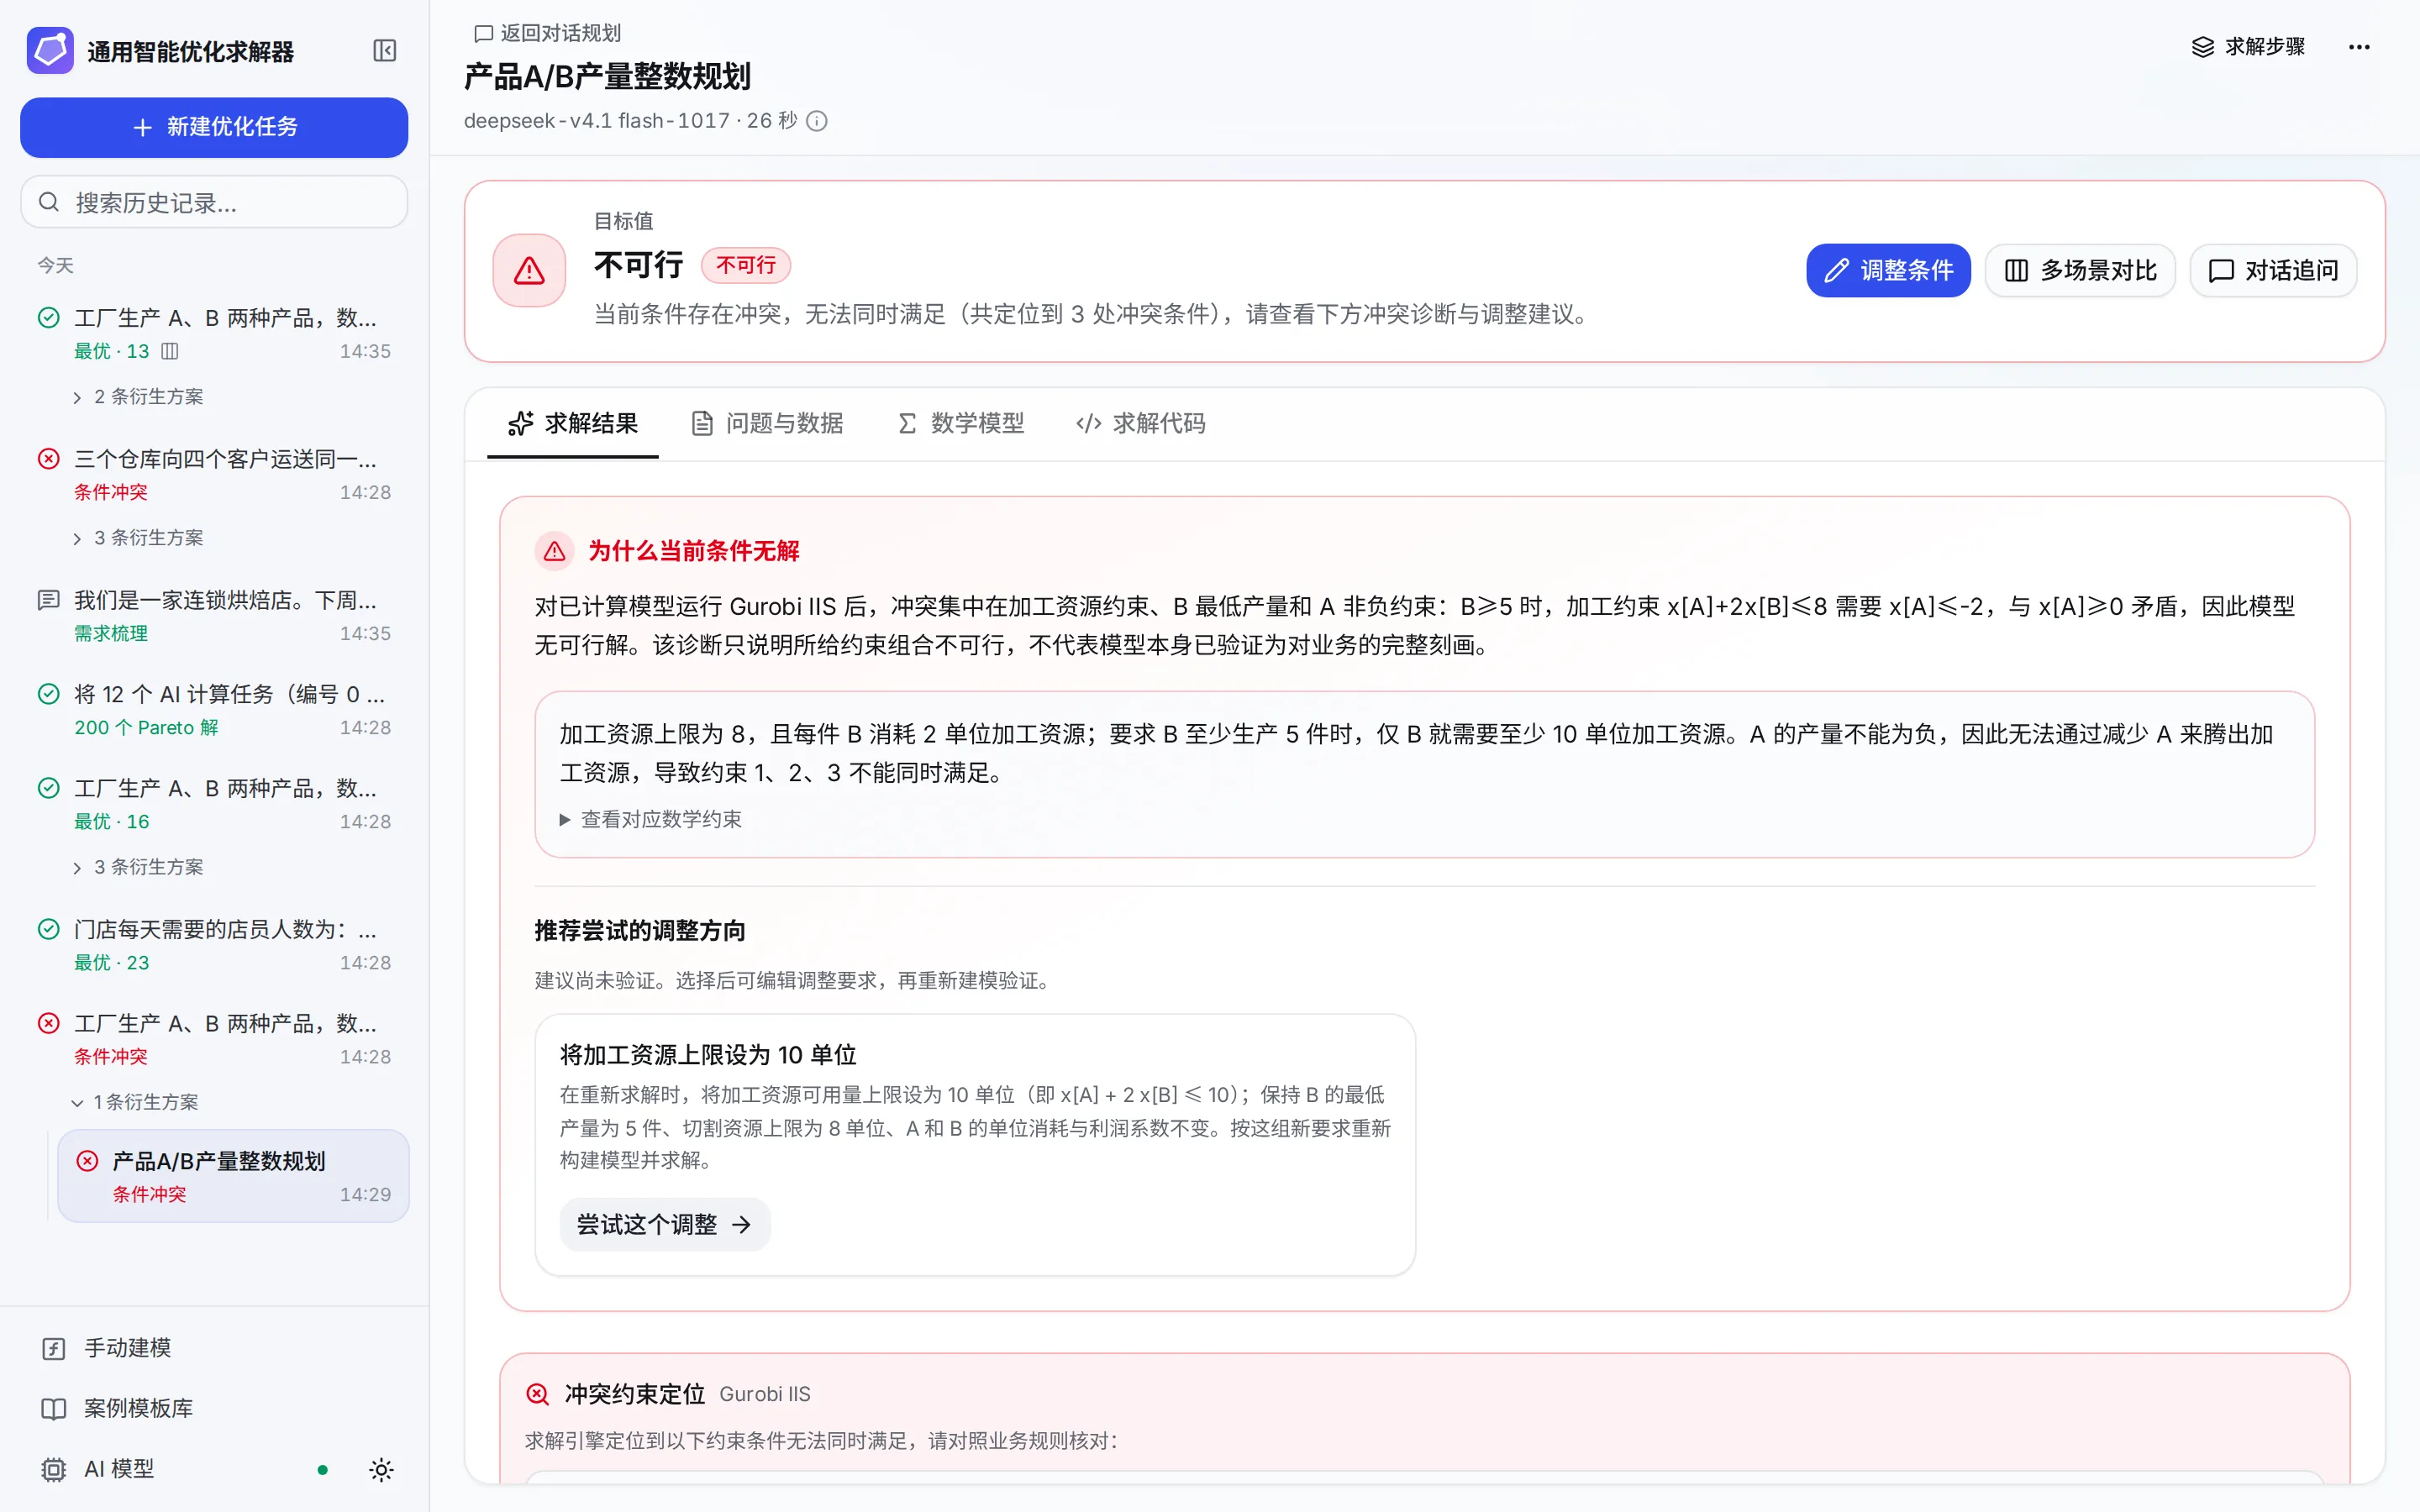 通用智能优化求解器
新建优化任务
搜索历史记录...
今天
工厂生产 A、B 两种产品，数...
最优 · 13
14:35
2 条衍生方案
三个仓库向四个客户运送同一...
条件冲突
14:28
3 条衍生方案
我们是一家连锁烘焙店。下周...
需求梳理
14:35
将 12 个 AI 计算任务（编号 0 ...
200 个 Pareto 解
14:28
工厂生产 A、B 两种产品，数...
最优 · 16
14:28
3 条衍生方案
门店每天需要的店员人数为：...
最优 · 23
14:28
工厂生产 A、B 两种产品，数...
条件冲突
14:28
1 条衍生方案
产品A/B产量整数规划
条件冲突
14:29
手动建模
案例模板库
AI 模型
返回对话规划
产品A/B产量整数规划
deepseek-v4.1 flash-1017 · 26 秒
求解步骤
目标值
不可行
不可行
当前条件存在冲突，无法同时满足（共定位到 3 处冲突条件），请查看下方冲突诊断与调整建议。
调整条件
多场景对比
对话追问
求解结果
问题与数据
数学模型
求解代码
为什么当前条件无解
对已计算模型运行 Gurobi IIS 后，冲突集中在加工资源约束、B 最低产量和 A 非负约束：B≥5 时，加工约束 x[A]+2x[B]≤8 需要 x[A]≤-2，与 x[A]≥0 矛盾，因此模型
无可行解。该诊断只说明所给约束组合不可行，不代表模型本身已验证为对业务的完整刻画。
加工资源上限为 8，且每件 B 消耗 2 单位加工资源；要求 B 至少生产 5 件时，仅 B 就需要至少 10 单位加工资源。A 的产量不能为负，因此无法通过减少 A 来腾出加
工资源，导致约束 1、2、3 不能同时满足。
查看对应数学约束
推荐尝试的调整方向
建议尚未验证。选择后可编辑调整要求，再重新建模验证。
将加工资源上限设为 10 单位
在重新求解时，将加工资源可用量上限设为 10 单位（即 x[A] + 2 x[B] ≤ 10）；保持 B 的最低
产量为 5 件、切割资源上限为 8 单位、A 和 B 的单位消耗与利润系数不变。按这组新要求重新
构建模型并求解。
尝试这个调整
冲突约束定位 Gurobi IIS
求解引擎定位到以下约束条件无法同时满足，请对照业务规则核对：